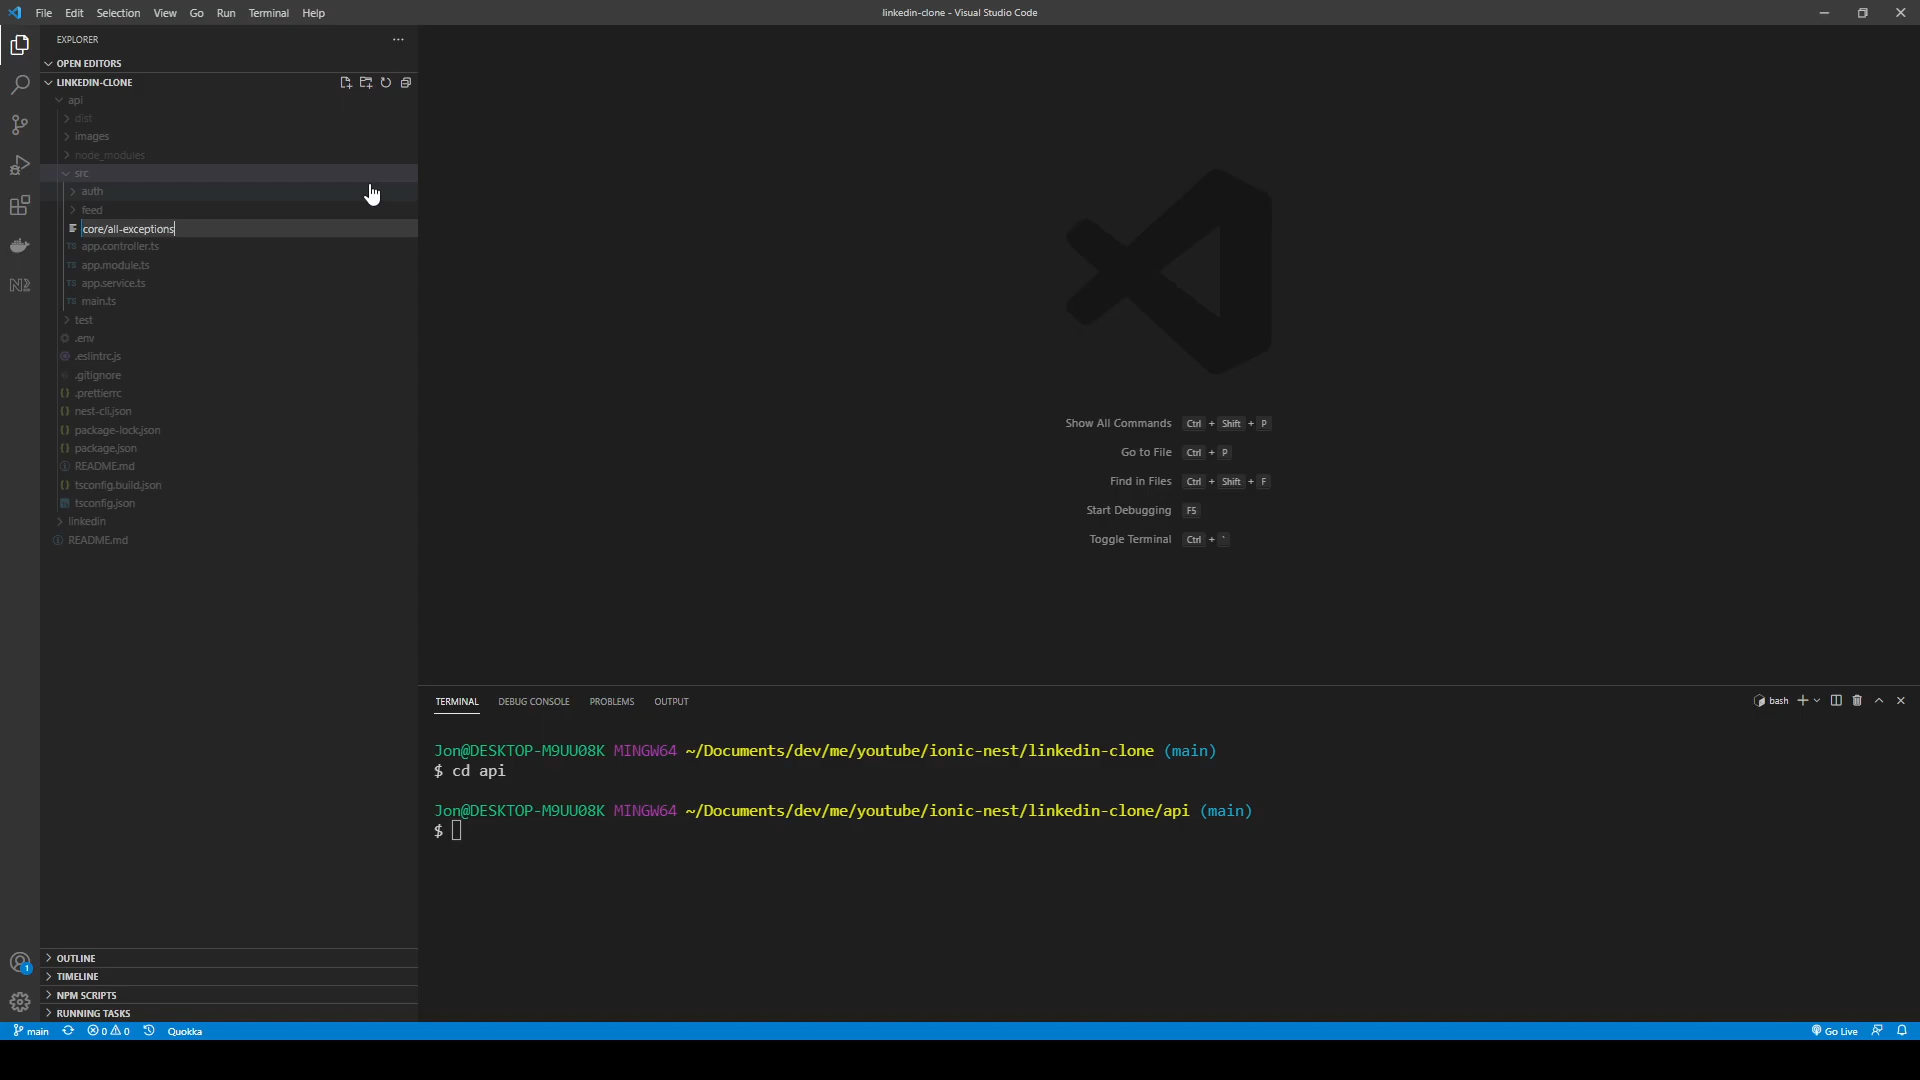 File Edit Selection View Go Run Terminal Help
linkedin-clone - Visual Studio Code
EXPLORER
OPEN EDITORS
LINKEDIN-CLONE
api
dist
images
node_modules
src
auth
feed
core/all-exceptions
TS app.controller.ts
TS app.module.ts
TS app.service.ts
TS main.ts
test
.env
.eslintrc.js
.gitignore
{} .prettierrc
{} nest-cli.json
{} package-lock.json
{} package.json
README.md
{} tsconfig.build.json
tsconfig.json
linkedin
README.md
Show All Commands Ctrl + Shift + P
Go to File Ctrl + P
Find in Files Ctrl + Shift + F
Start Debugging F5
Toggle Terminal Ctrl + `
TERMINAL DEBUG CONSOLE PROBLEMS OUTPUT
bash
Jon@DESKTOP-M9UU08K MINGW64 ~/Documents/dev/me/youtube/ionic-nest/linkedin-clone (main)
$ cd api
Jon@DESKTOP-M9UU08K MINGW64 ~/Documents/dev/me/youtube/ionic-nest/linkedin-clone/api (main)
$
OUTLINE
TIMELINE
NPM SCRIPTS
RUNNING TASKS
1
main 0 0 Quokka
Go Live